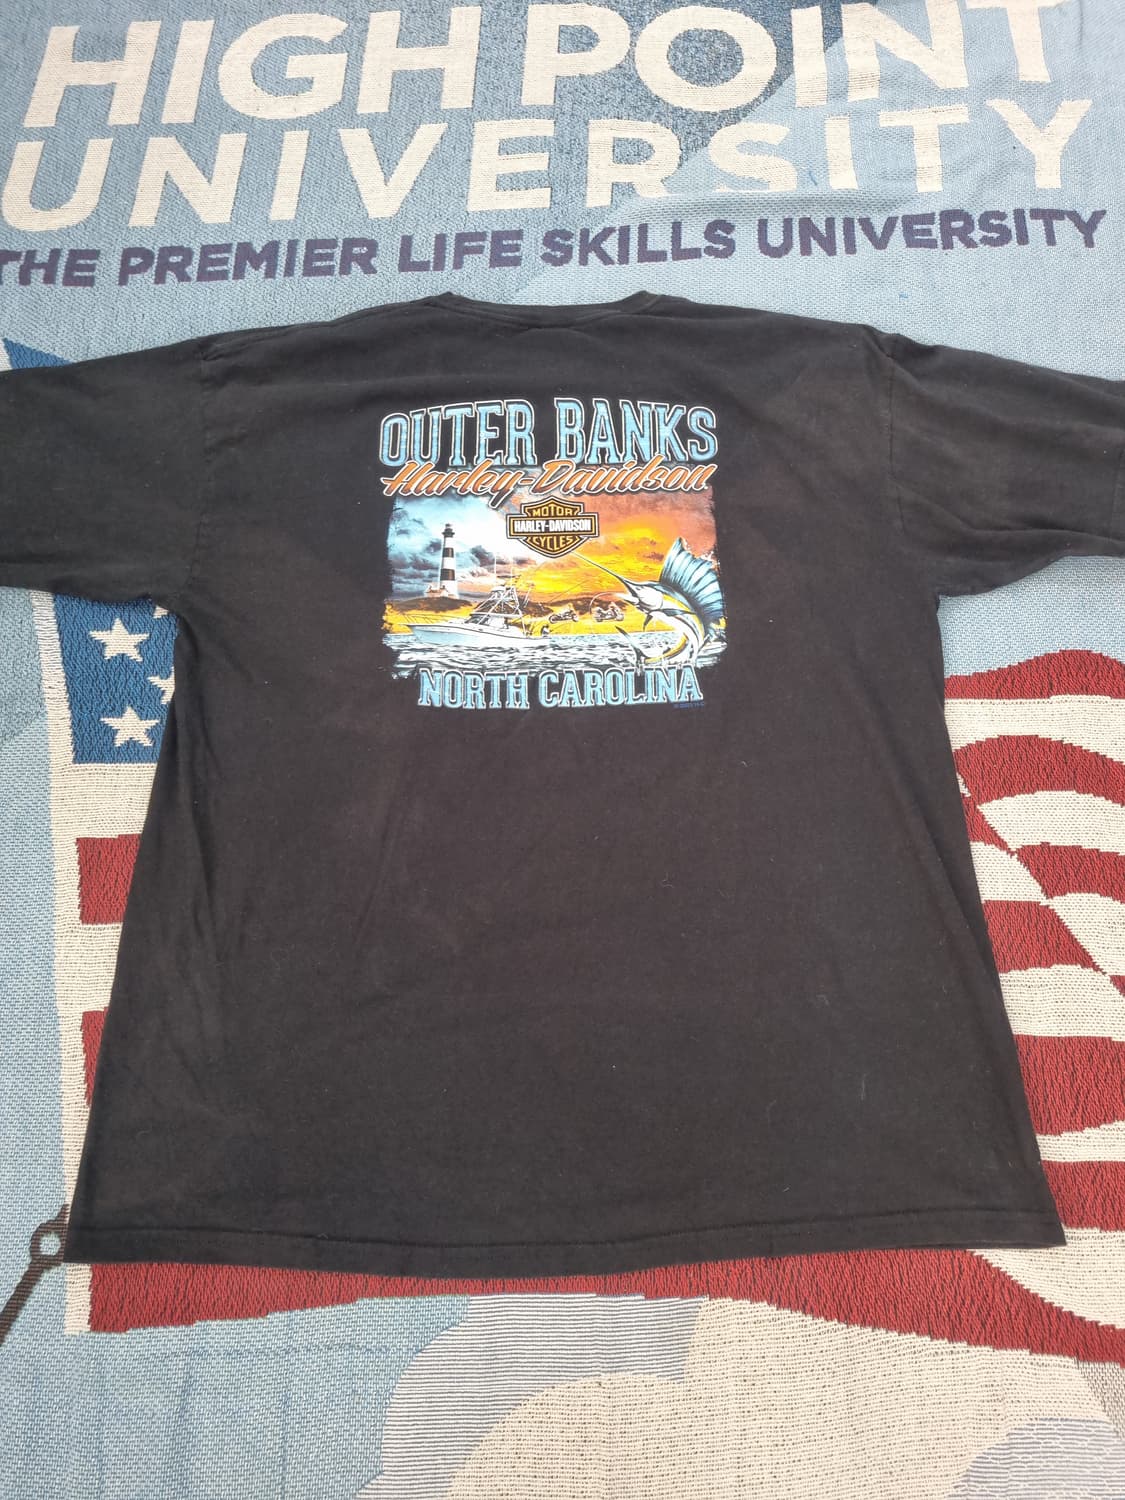 HIGH POINT
UNIVERSITY
THE PREMIER LIFE SKILLS UNIVERSITY
OUTER BANKS
Harley-Davidson
MOTOR
HARLEY-DAVIDSON
CYCLES
NORTH CAROLINA